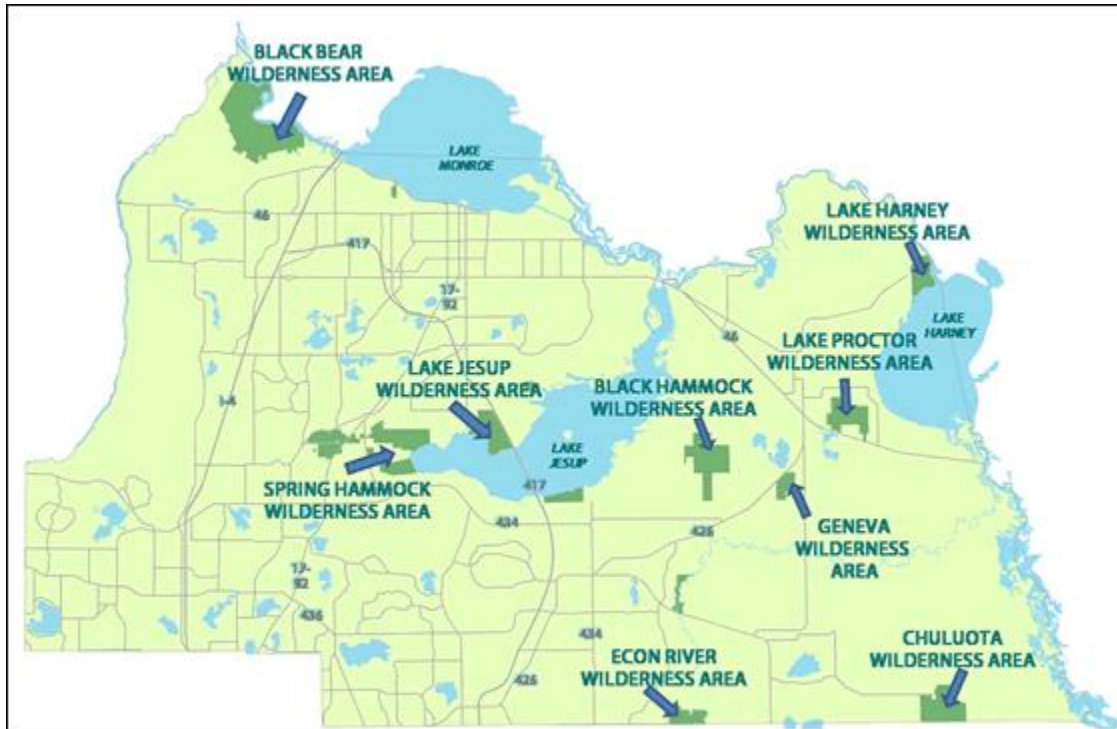 BLACK BEAR
WILDERNESS AREA
LAKE
MONROE
LAKE HARNEY
WILDERNESS AREA
46
417
17-
92
LAKE
HARNEY
46
LAKE PROCTOR
WILDERNESS AREA
LAKE JESUP
WILDERNESS AREA
BLACK HAMMOCK
WILDERNESS AREA
I-4
LAKE
JESUP
417
SPRING HAMMOCK
WILDERNESS AREA
434
426
GENEVA
WILDERNESS
AREA
17-
92
436
434
ECON RIVER
WILDERNESS AREA
CHULUOTA
WILDERNESS AREA
426